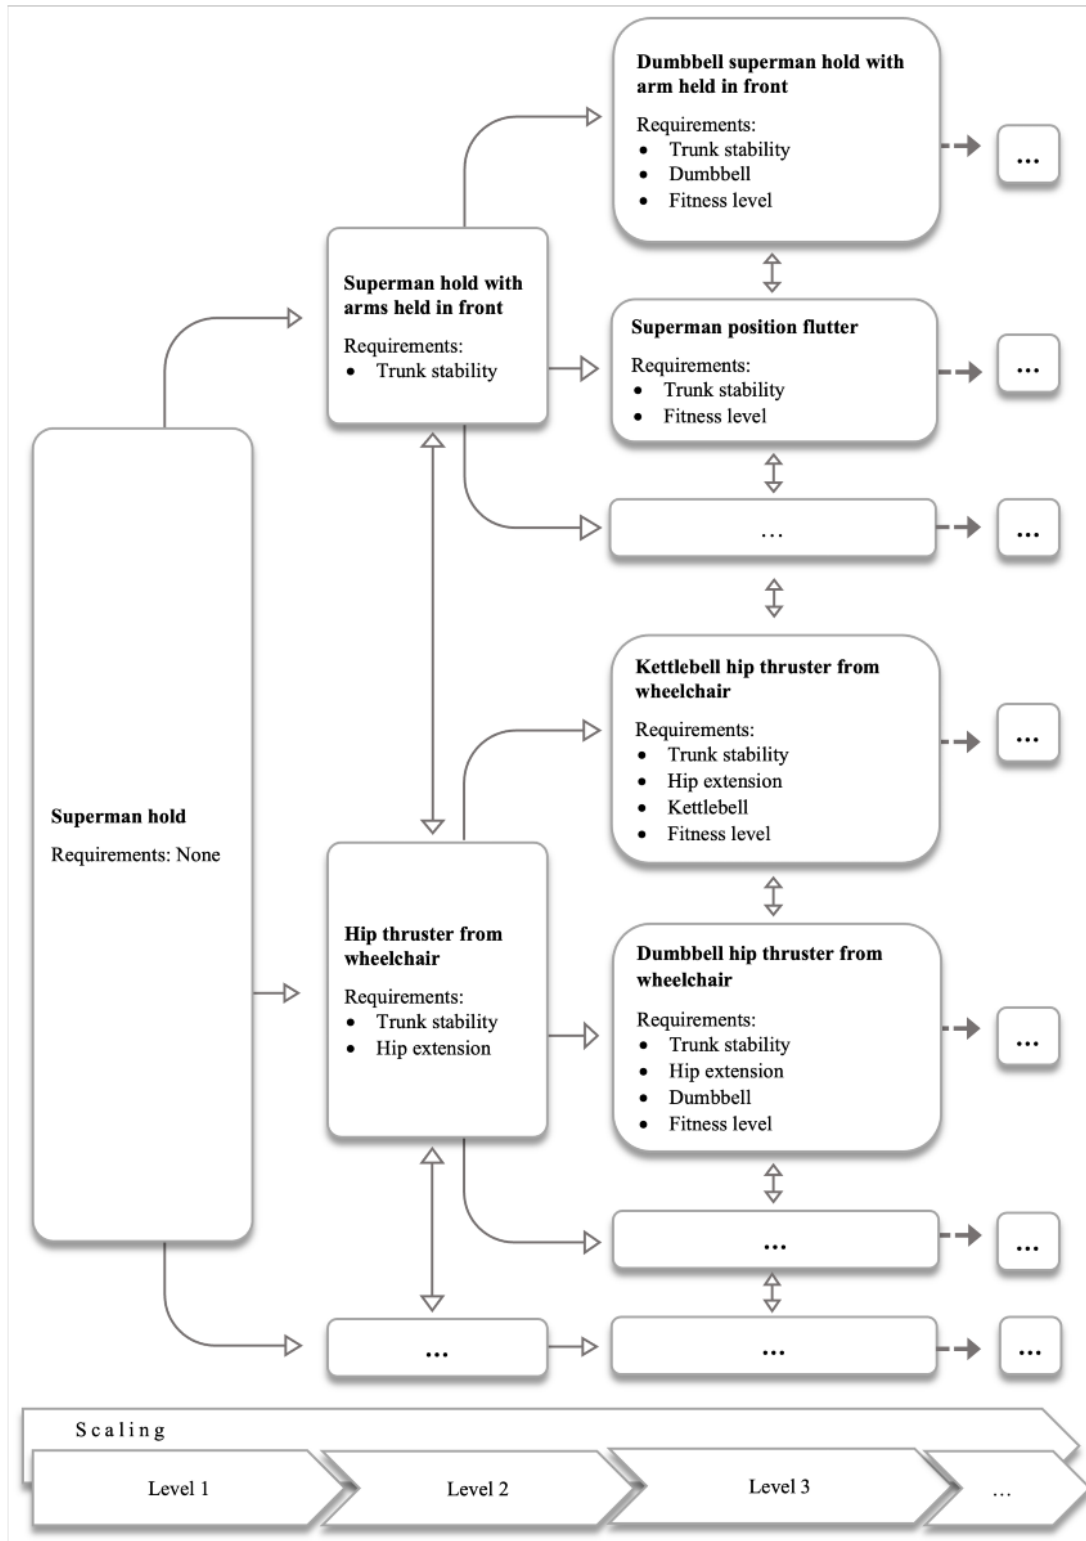 Dumbbell superman hold with
arm held in front
Requirements:
• Trunk stability
• Dumbbell
• Fitness level
...
Superman hold with
arms held in front
Requirements:
• Trunk stability
Superman position flutter
Requirements:
• Trunk stability
• Fitness level
...
...
...
Kettlebell hip thruster from
wheelchair
Requirements:
• Trunk stability
• Hip extension
• Kettlebell
• Fitness level
...
Superman hold
Requirements: None
Hip thruster from
wheelchair
Requirements:
• Trunk stability
• Hip extension
Dumbbell hip thruster from
wheelchair
Requirements:
• Trunk stability
• Hip extension
• Dumbbell
• Fitness level
...
...
...
...
...
...
Scaling
Level 1
Level 2
Level 3
...